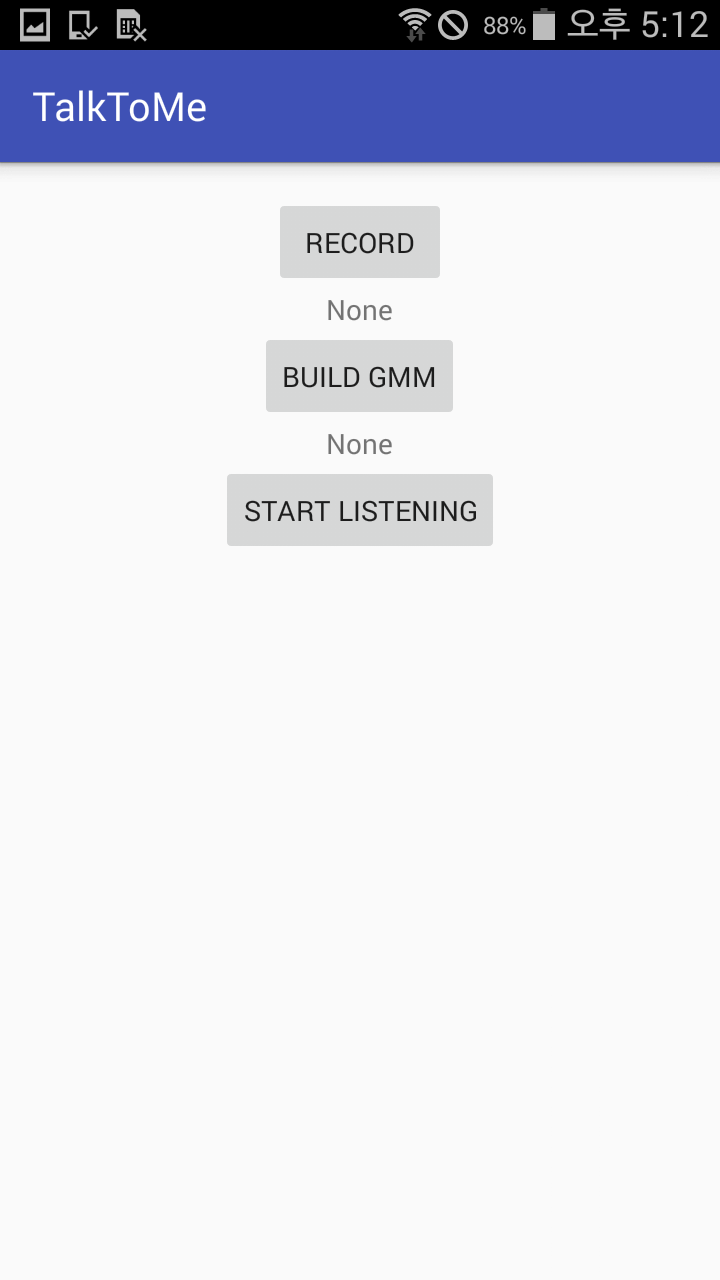 88% 오후 5:12
TalkToMe
RECORD
None
BUILD GMM
None
START LISTENING